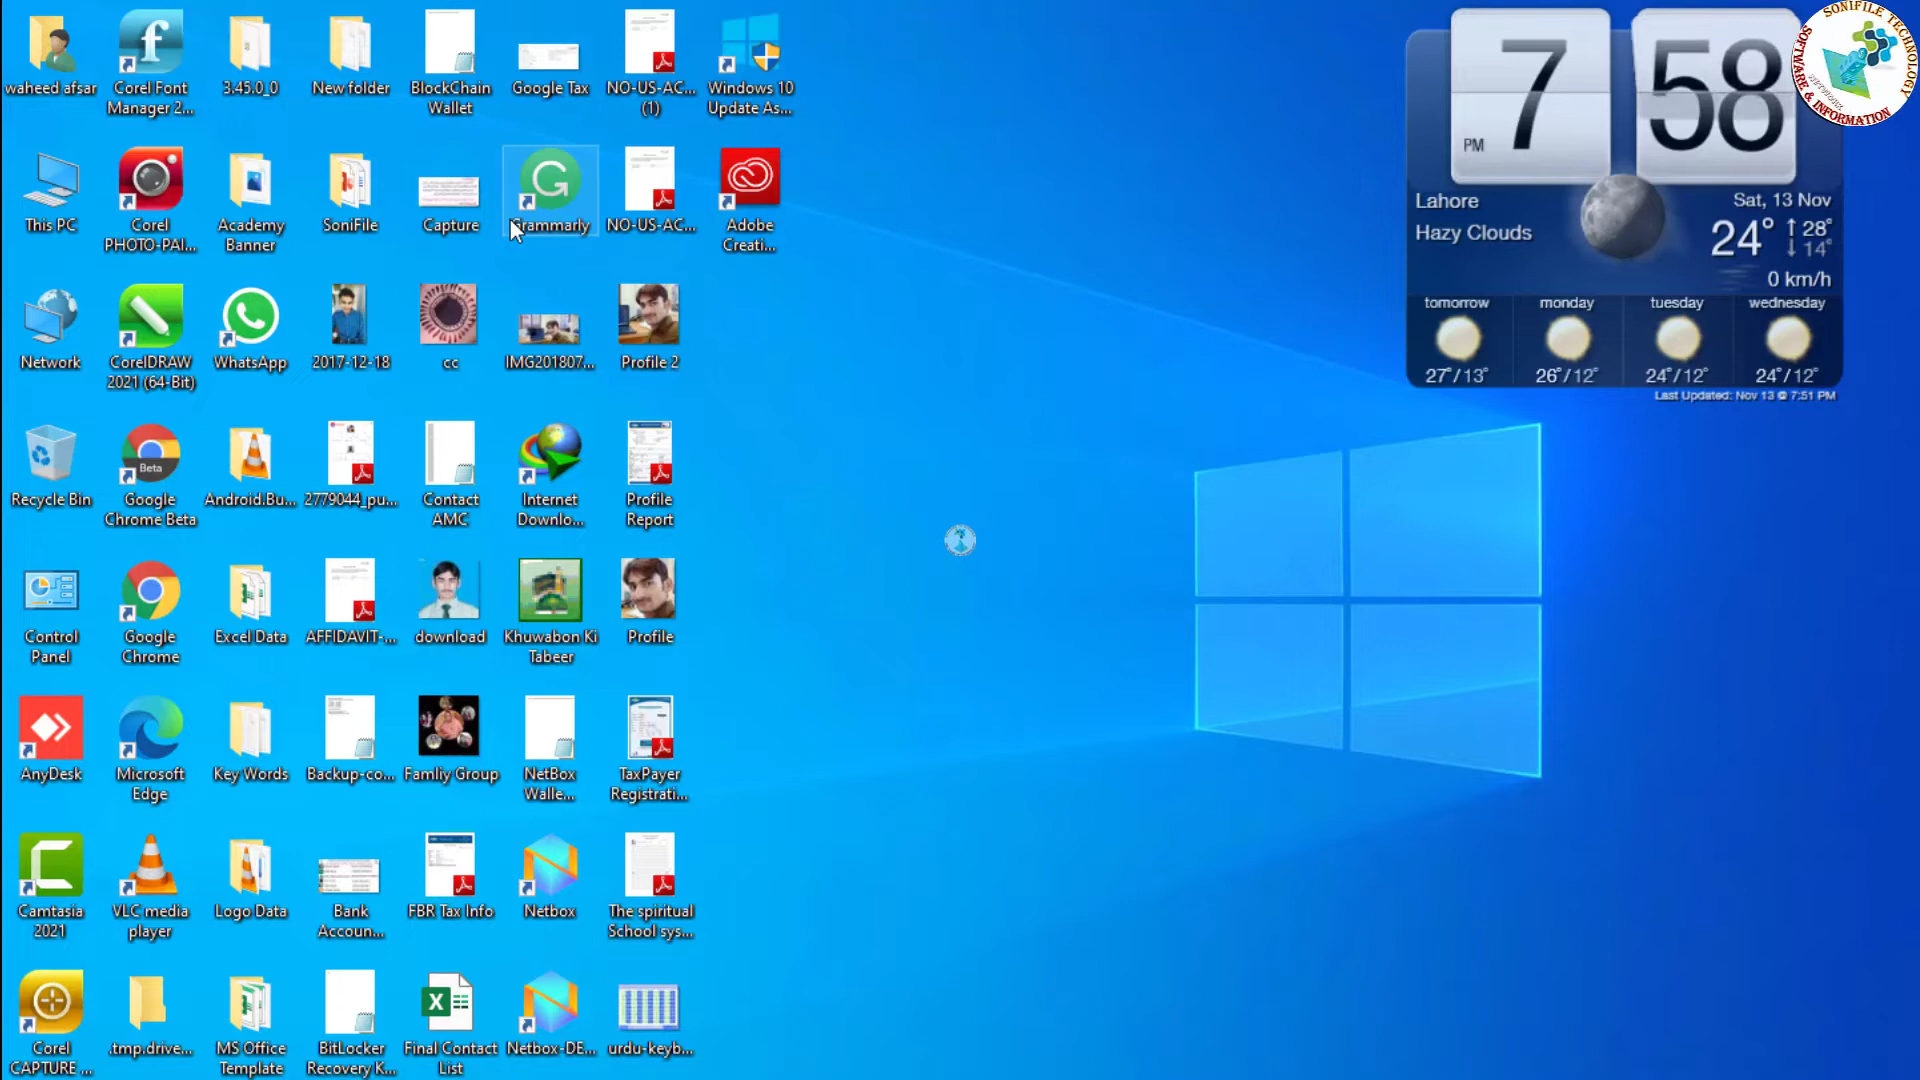 waheed afsar
Corel Font
Manager 2...
3.45.0_0
New folder
BlockChain
Wallet
Google Tax
NO-US-AC...
(1)
Windows 10
Update As...
This PC
Corel
PHOTO-PAI...
Academy
Banner
SoniFile
Capture
Grammarly
NO-US-AC...
Adobe
Creati...
Network
CorelDRAW
2021 (64-Bit)
WhatsApp
2017-12-18
cc
IMG201807...
Profile 2
Recycle Bin
Beta
Google
Chrome Beta
Android.Bu...
2779044_pu...
Contact
AMC
Internet
Downlo...
Profile
Report
Control
Panel
Google
Chrome
Excel Data
AFFIDAVIT-...
download
Khuwabon Ki
Tabeer
Profile
AnyDesk
Microsoft
Edge
Key Words
Backup-co...
Famliy Group
NetBox
Walle...
TaxPayer
Registrati...
Camtasia
2021
VLC media
player
Logo Data
Bank
Accoun...
FBR Tax Info
Netbox
The spiritual
School sys...
Corel
CAPTURE ...
.tmp.drive...
MS Office
Template
BitLocker
Recovery K...
Final Contact
List
Netbox-DE...
urdu-keyb...
PM 7 58
Lahore
Hazy Clouds
Sat, 13 Nov
24° ↑ 28°
↓ 14°
0 km/h
tomorrow
27°/13°
monday
26°/12°
tuesday
24°/12°
wednesday
24°/12°
Last Updated: Nov 13 @ 7:51 PM
SONIFILE TECHNOLOGY
SOFTWARE & INFORMATION